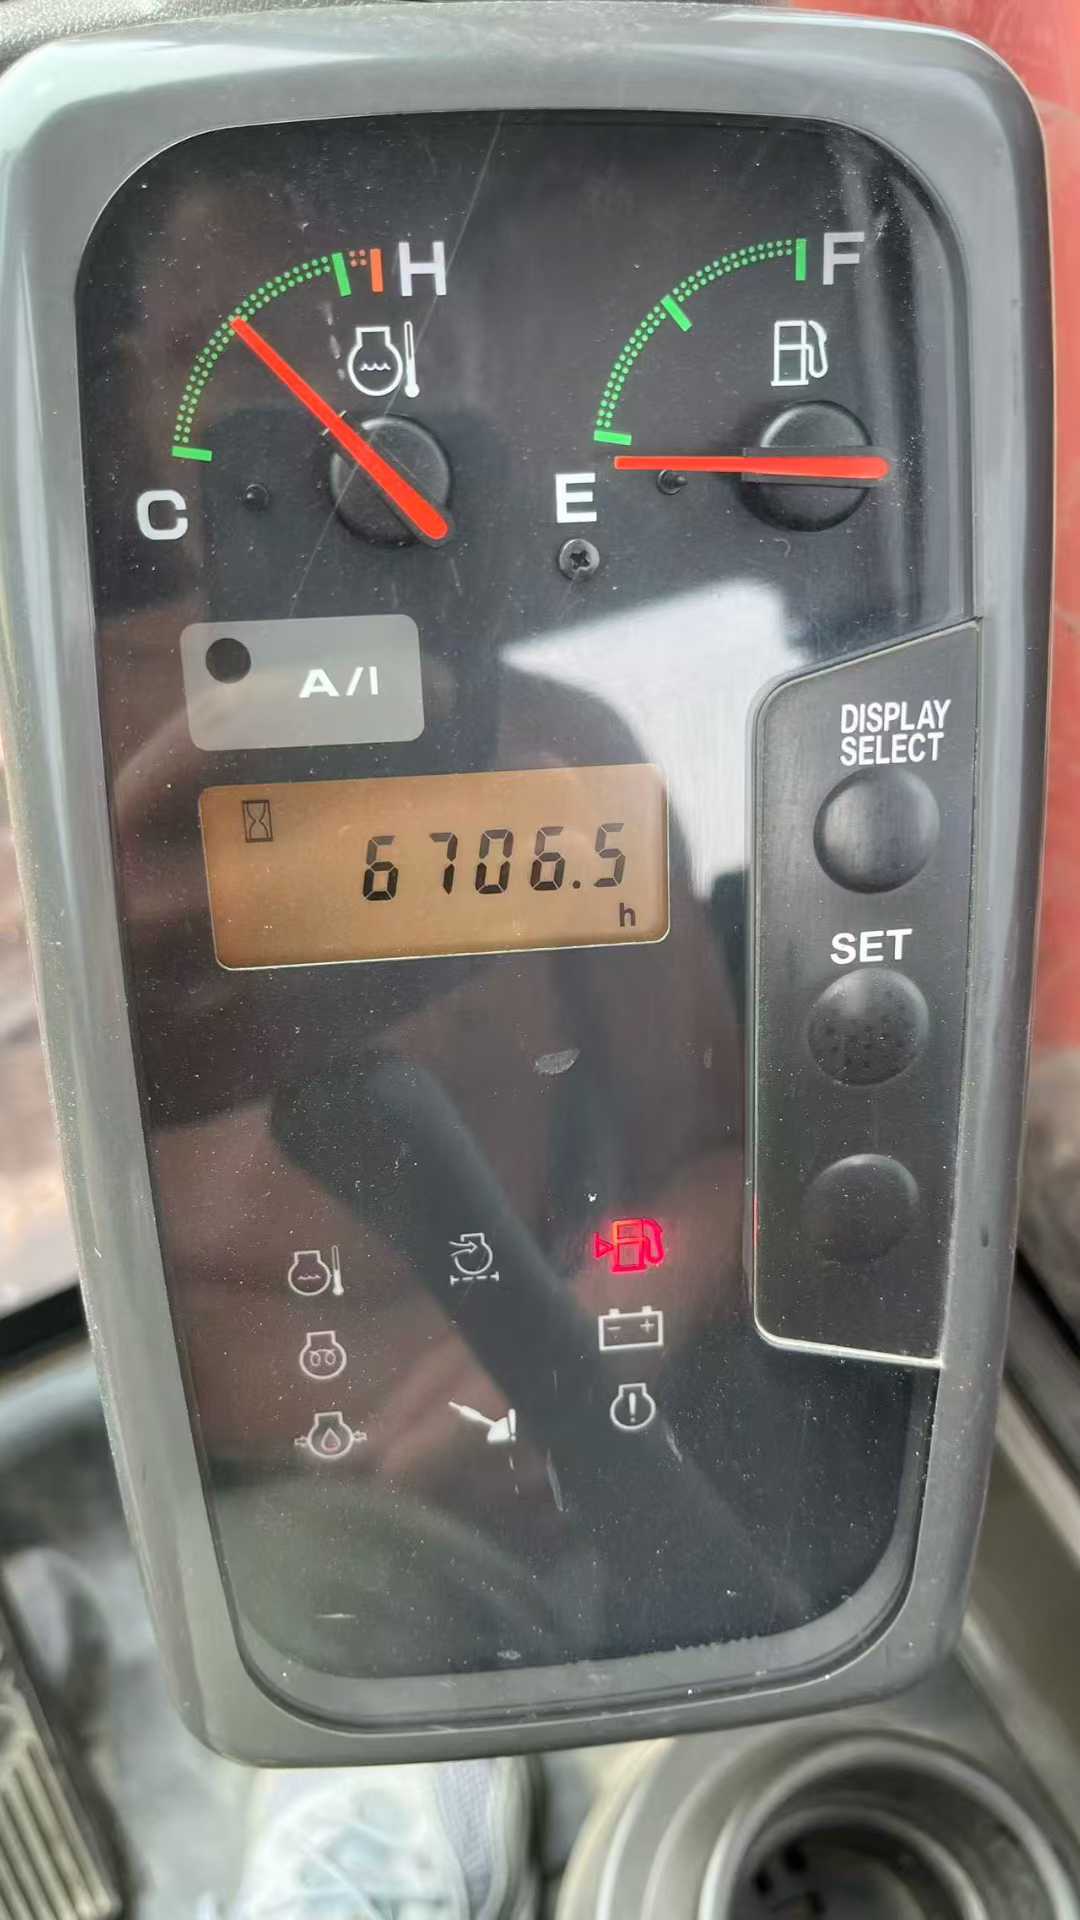 H
F
C
E
A/I
DISPLAY
SELECT
6706.5
h
SET